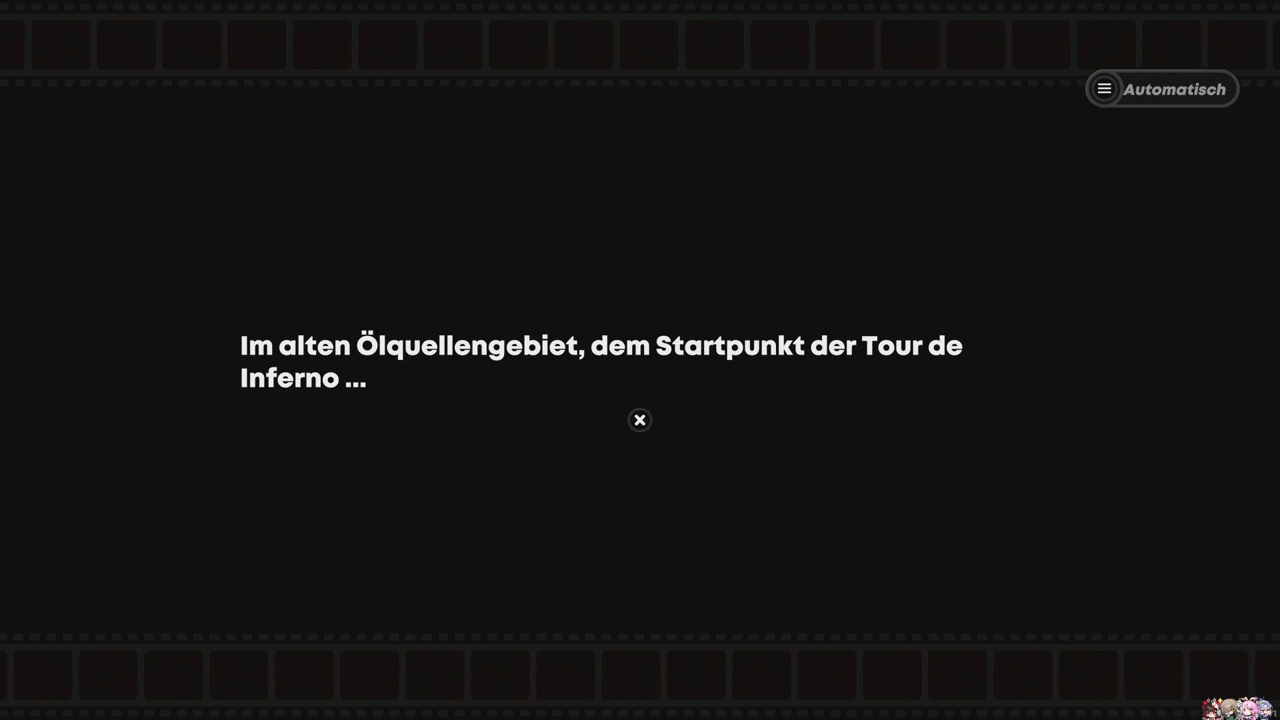 Automatisch
Im alten Ölquellengebiet, dem Startpunkt der Tour de
Inferno ...